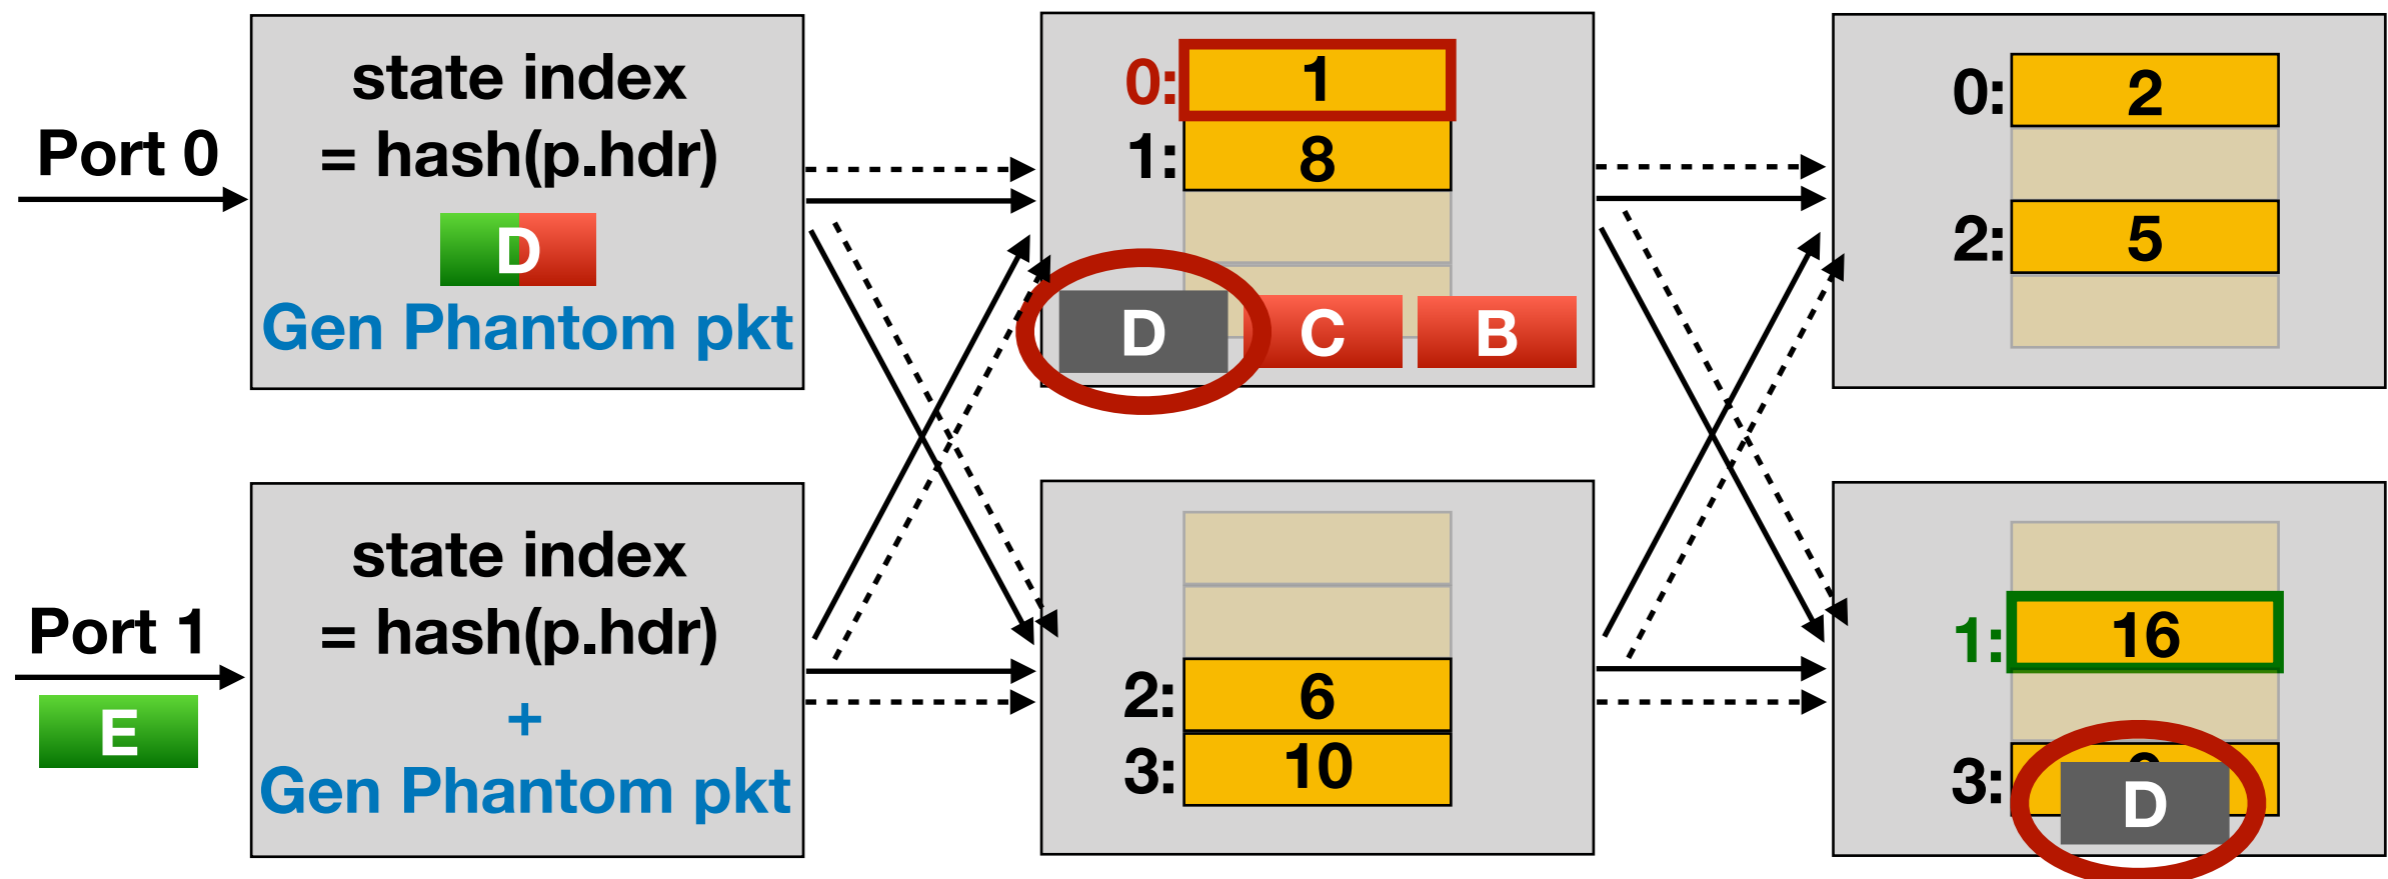 Port 0
state index
= hash(p.hdr)
D
Gen Phantom pkt
0: 1
1: 8
D C B
0: 2
2: 5
Port 1
E
state index
= hash(p.hdr)
+
Gen Phantom pkt
2: 6
3: 10
1: 16
3:
D